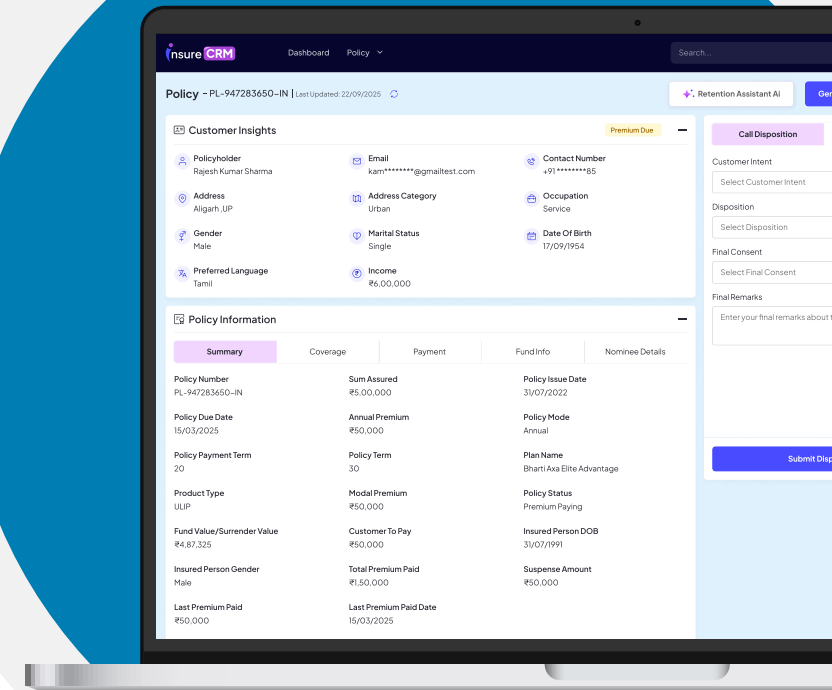 insure CRM
Dashboard Policy
Search...
Policy - PL-947283650-IN | Last Updated: 22/09/2025
Retention Assistant Ai
Customer Insights
Premium Due
Policyholder Email Contact Number
Rajesh Kumar Sharma kam********@gmailtest.com +91 ********85
Address Address Category Occupation
Aligarh ,UP Urban Service
Gender Marital Status Date Of Birth
Male Single 17/09/1954
Preferred Language Income
Tamil ₹6,00,000
Policy Information
Summary Coverage Payment Fund Info Nominee Details
Policy Number Sum Assured Policy Issue Date
PL-947283650-IN ₹5,00,000 31/07/2022
Policy Due Date Annual Premium Policy Mode
15/03/2025 ₹50,000 Annual
Policy Payment Term Policy Term Plan Name
20 30 Bharti Axa Elite Advantage
Product Type Modal Premium Policy Status
ULIP ₹50,000 Premium Paying
Fund Value/Surrender Value Customer To Pay Insured Person DOB
₹4,87,325 ₹50,000 31/07/1991
Insured Person Gender Total Premium Paid Suspense Amount
Male ₹1,50,000 ₹50,000
Last Premium Paid Last Premium Paid Date
₹50,000 15/03/2025
Call Disposition
Customer Intent
Select Customer Intent
Disposition
Select Disposition
Final Consent
Select Final Consent
Final Remarks
Enter your final remarks about
Submit